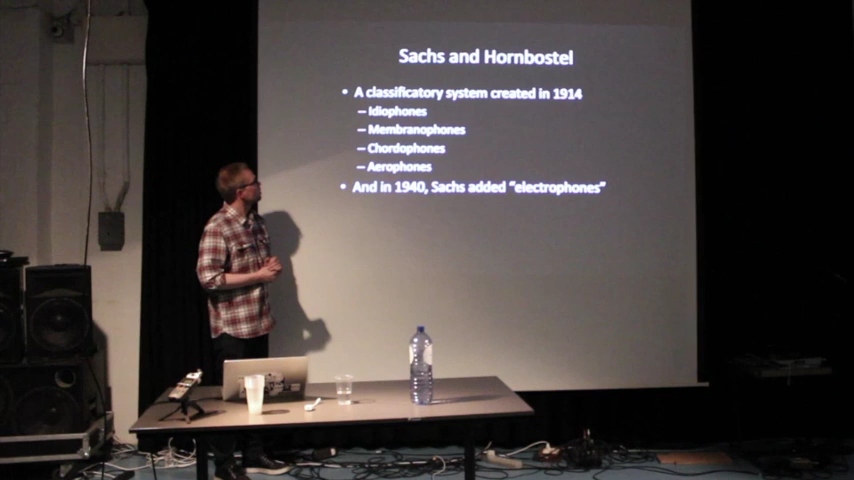 Sachs and Hornbostel
• A classificatory system created in 1914
– Idiophones
– Membranophones
– Chordophones
– Aerophones
• And in 1940, Sachs added “electrophones”